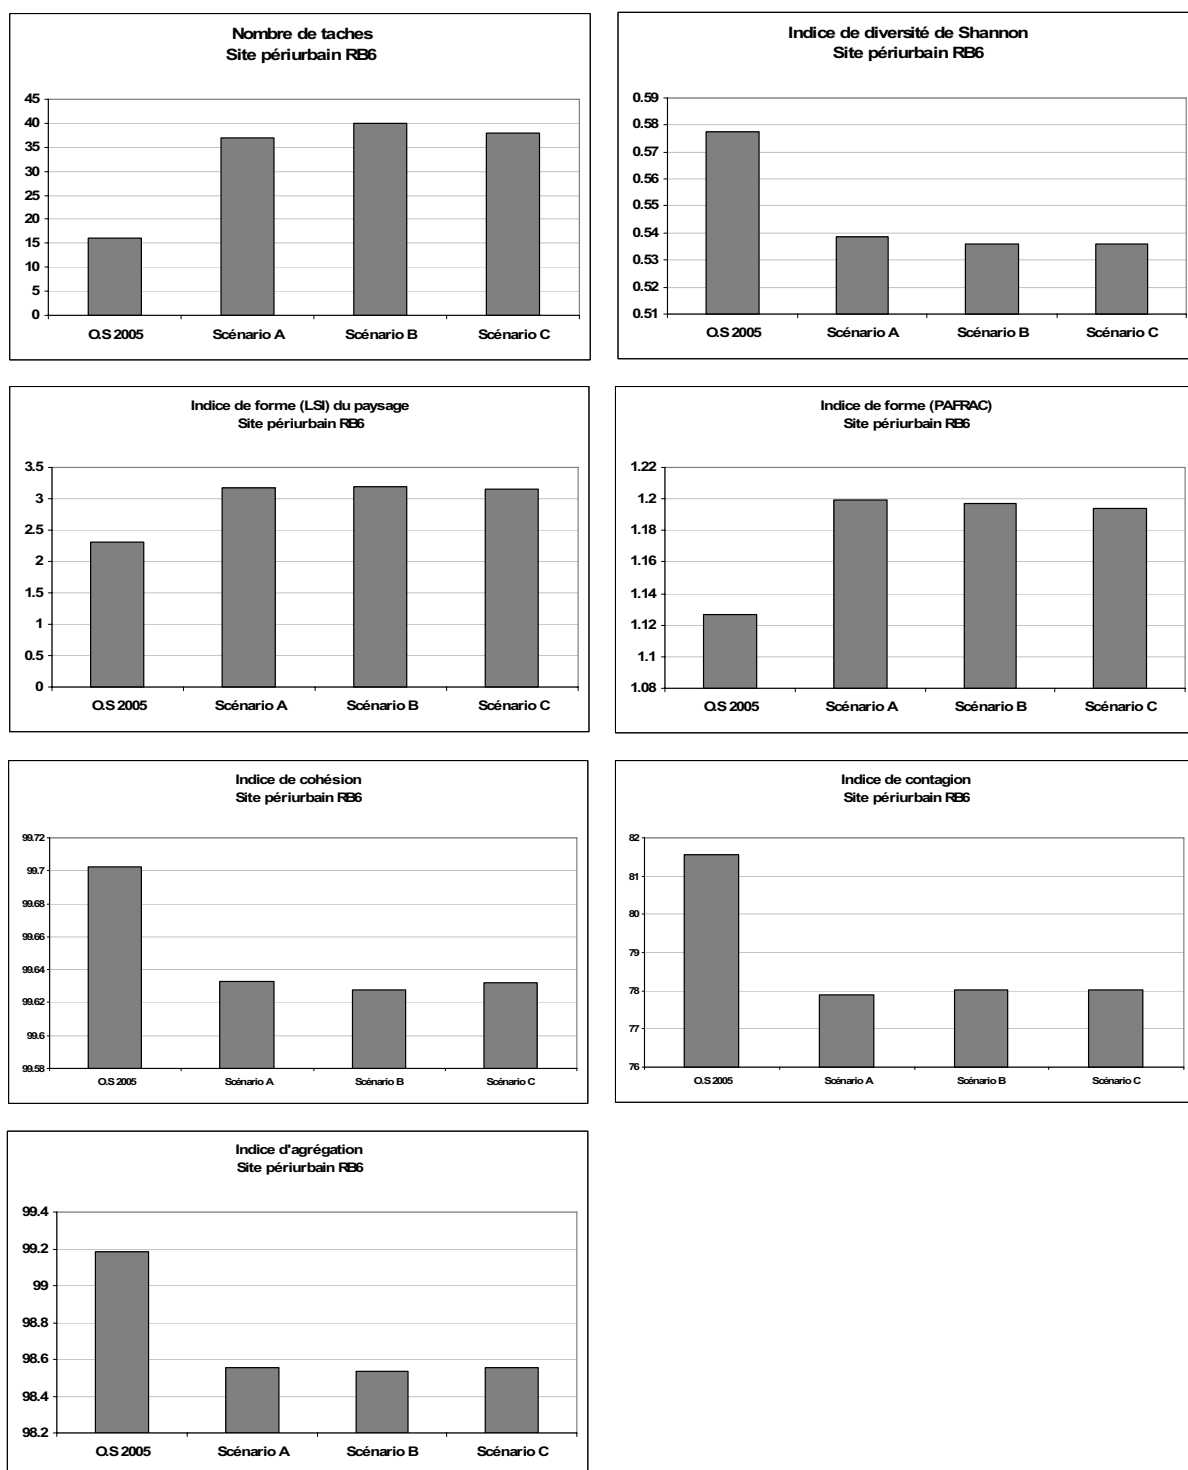 Nombre de taches
Site périurbain RB6
45
40
35
30
25
20
15
10
5
0
O.S 2005 Scénario A Scénario B Scénario C
Indice de diversité de Shannon
Site périurbain RB6
0.59
0.58
0.57
0.56
0.55
0.54
0.53
0.52
0.51
O.S 2005 Scénario A Scénario B Scénario C
Indice de forme (LSI) du paysage
Site périurbain RB6
3.5
3
2.5
2
1.5
1
0.5
0
O.S 2005 Scénario A Scénario B Scénario C
Indice de forme (PAFRAC)
Site périurbain RB6
1.22
1.2
1.18
1.16
1.14
1.12
1.1
1.08
O.S 2005 Scénario A Scénario B Scénario C
Indice de cohésion
Site périurbain RB6
99.72
99.7
99.68
99.66
99.64
99.62
99.6
99.58
O.S 2005 Scénario A Scénario B Scénario C
Indice de contagion
Site périurbain RB6
82
81
80
79
78
77
76
O.S 2005 Scénario A Scénario B Scénario C
Indice d'agrégation
Site périurbain RB6
99.4
99.2
99
98.8
98.6
98.4
98.2
O.S 2005 Scénario A Scénario B Scénario C